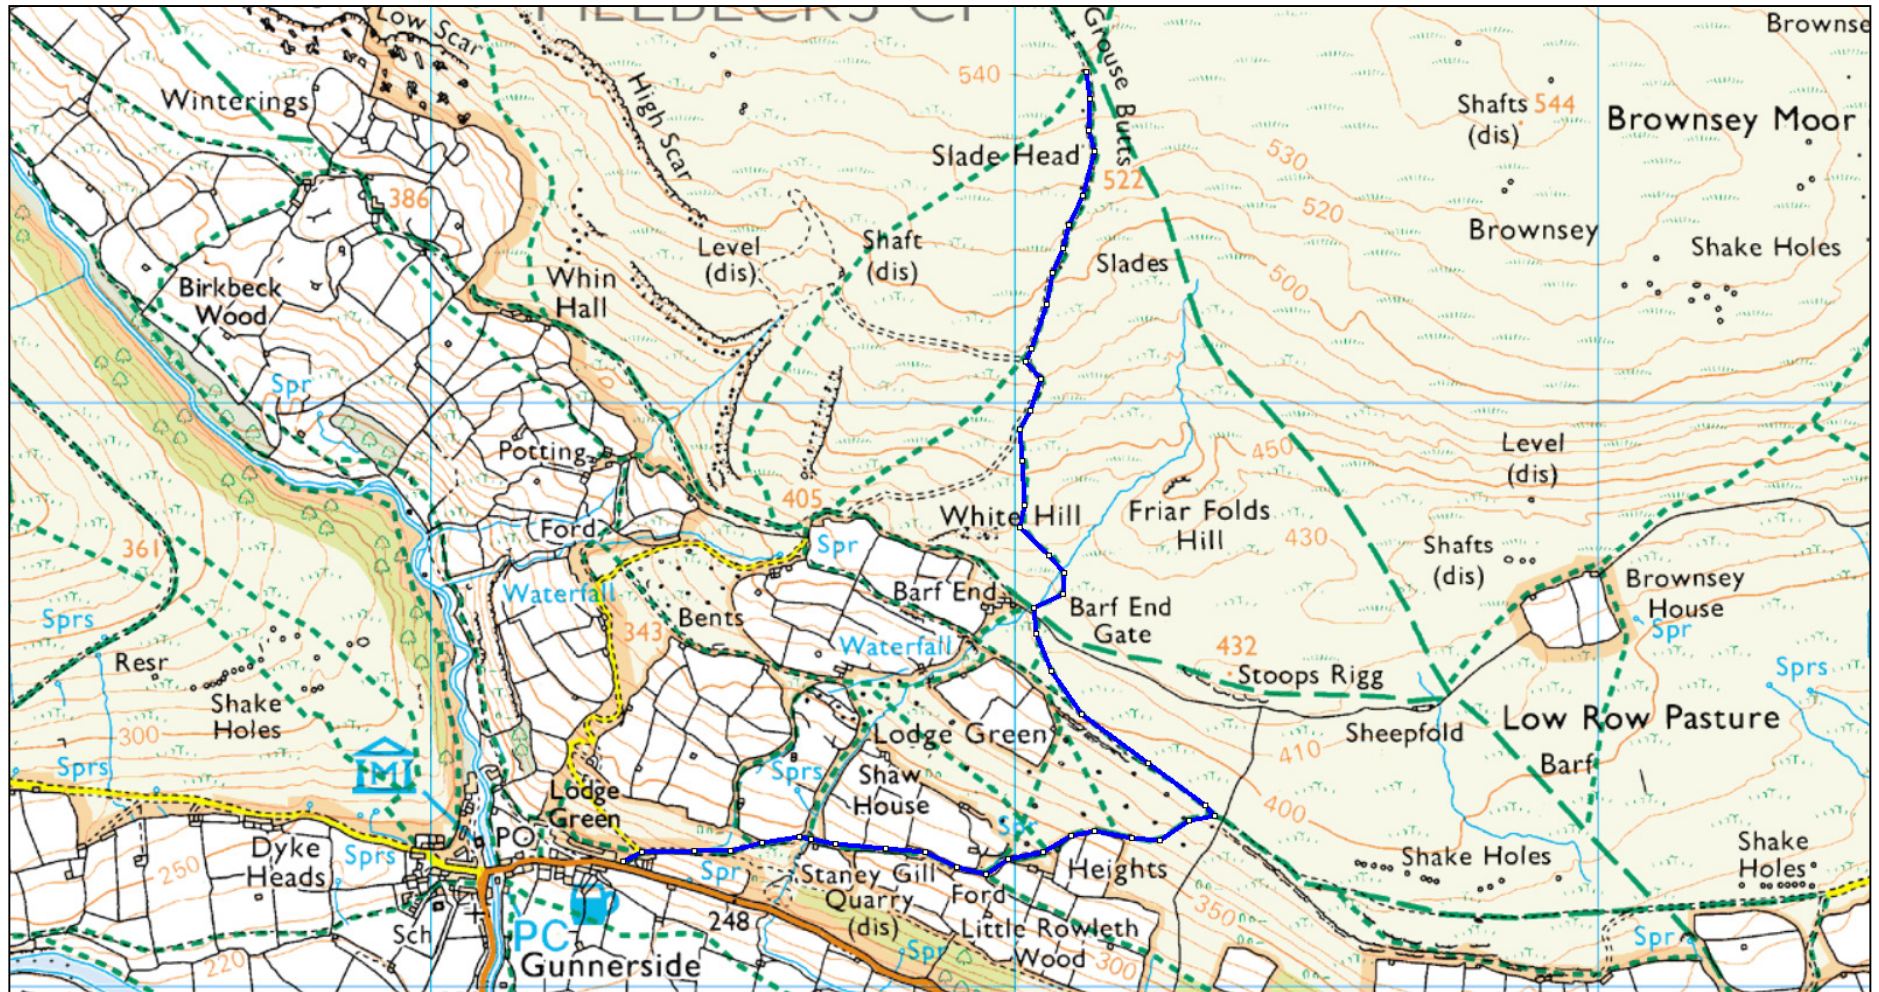 MELBECKS CP
Low Scar
Grouse Butts
Brownse
540
Winterings
High Scar
Shafts 544
(dis)
Brownsey Moor
Slade Head
530
522
386
520
Brownsey
Level
(dis)
Shaft
(dis)
Shake Holes
Slades
Whin
Hall
500
Birkbeck
Wood
Spr
Level
(dis)
450
Potting
405
White Hill
Friar Folds
Hill
Ford
430
361
Spr
Shafts
(dis)
Waterfall
Barf End
Brownsey
House
Barf End
Gate
Sprs
Bents
343
Spr
Waterfall
432
Resr
Stoops Rigg
Sprs
Shake
Holes
Low Row Pasture
300
Lodge Green
Sheepfold
410
Barf
Sprs
Sprs
Shaw
House
M
Lodge
Green
400
PO
Dyke
Heads
Sprs
250
Shake
Holes
Shake Holes
Heights
Spr
Staney Gill
Quarry
(dis)
Ford
350
248
Little Rowleth
Wood
Sch
PC
Spr
Spr
220
300
Gunnerside